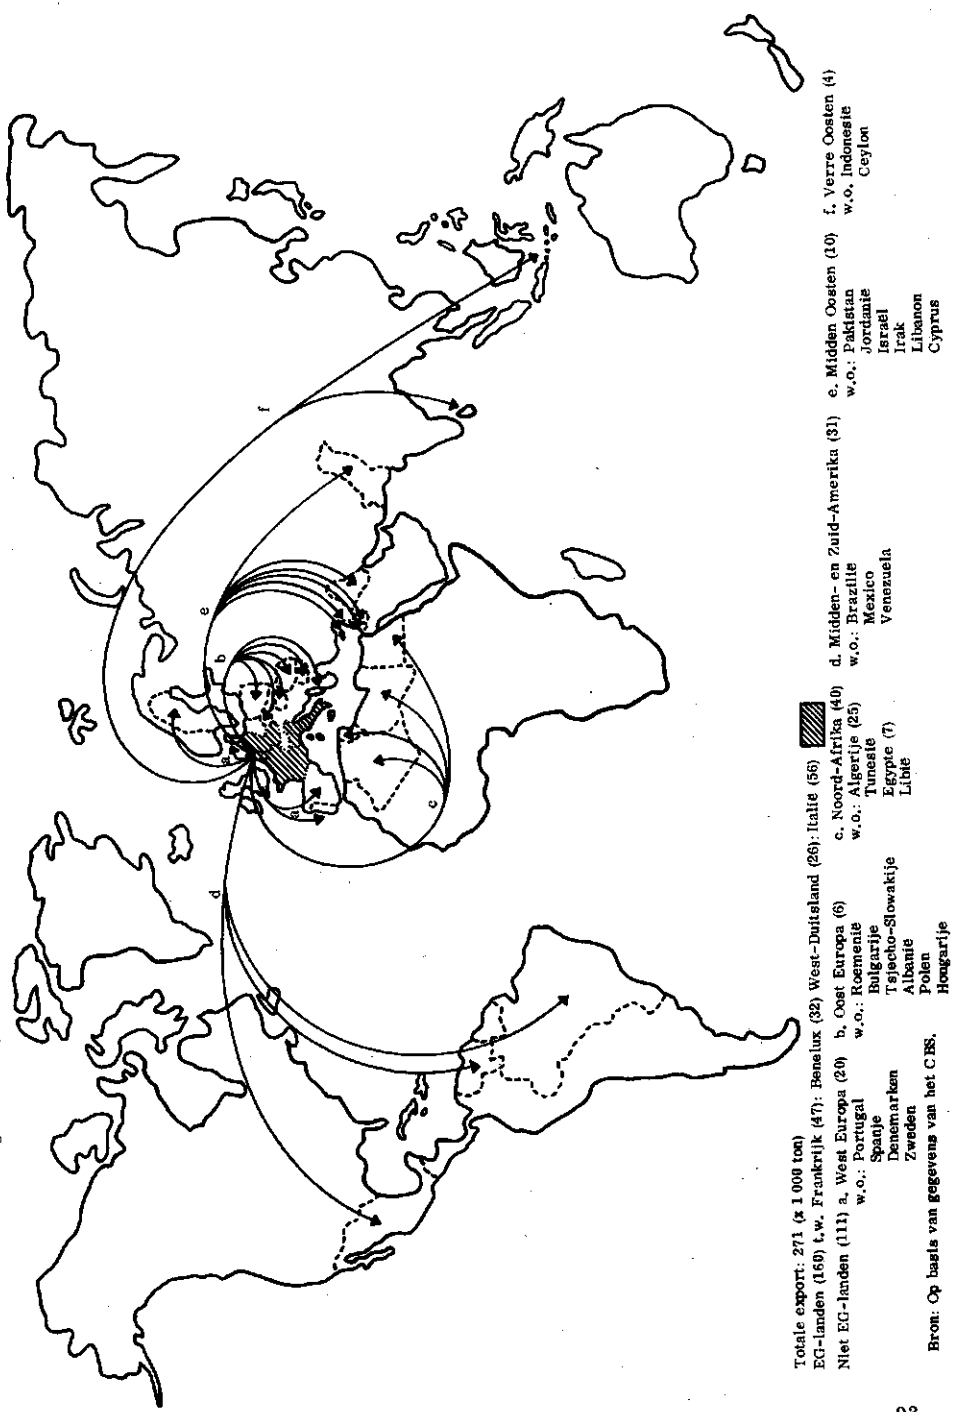 a
b
c
d
e
f
a
Totale export: 271 (x 1 000 ton)
EG-landen (160) t.w. Frankrijk (47): Benelux (32) West-Duitsland (26): Italië (56)
Niet EG-landen (111) a. West Europa (20) b. Oost Europa (6) c. Noord-Afrika (40) d. Midden- en Zuid-Amerika (31) e. Midden Oosten (10) f. Verre Oosten (4)
w.o.: Portugal w.o.: Roemenië w.o.: Algerije (25) w.o.: Brazilië w.o.: Pakistan w.o. Indonesië
Spanje Bulgarije Tunesië Mexico Jordanië Ceylon
Denemarken Tsjecho-Slowakije Egypte (7) Venezuela Israël
Zweden Albanië Libië Irak
Polen Libanon
Bron: Op basis van gegevens van het CBS. Hongarije Cyprus